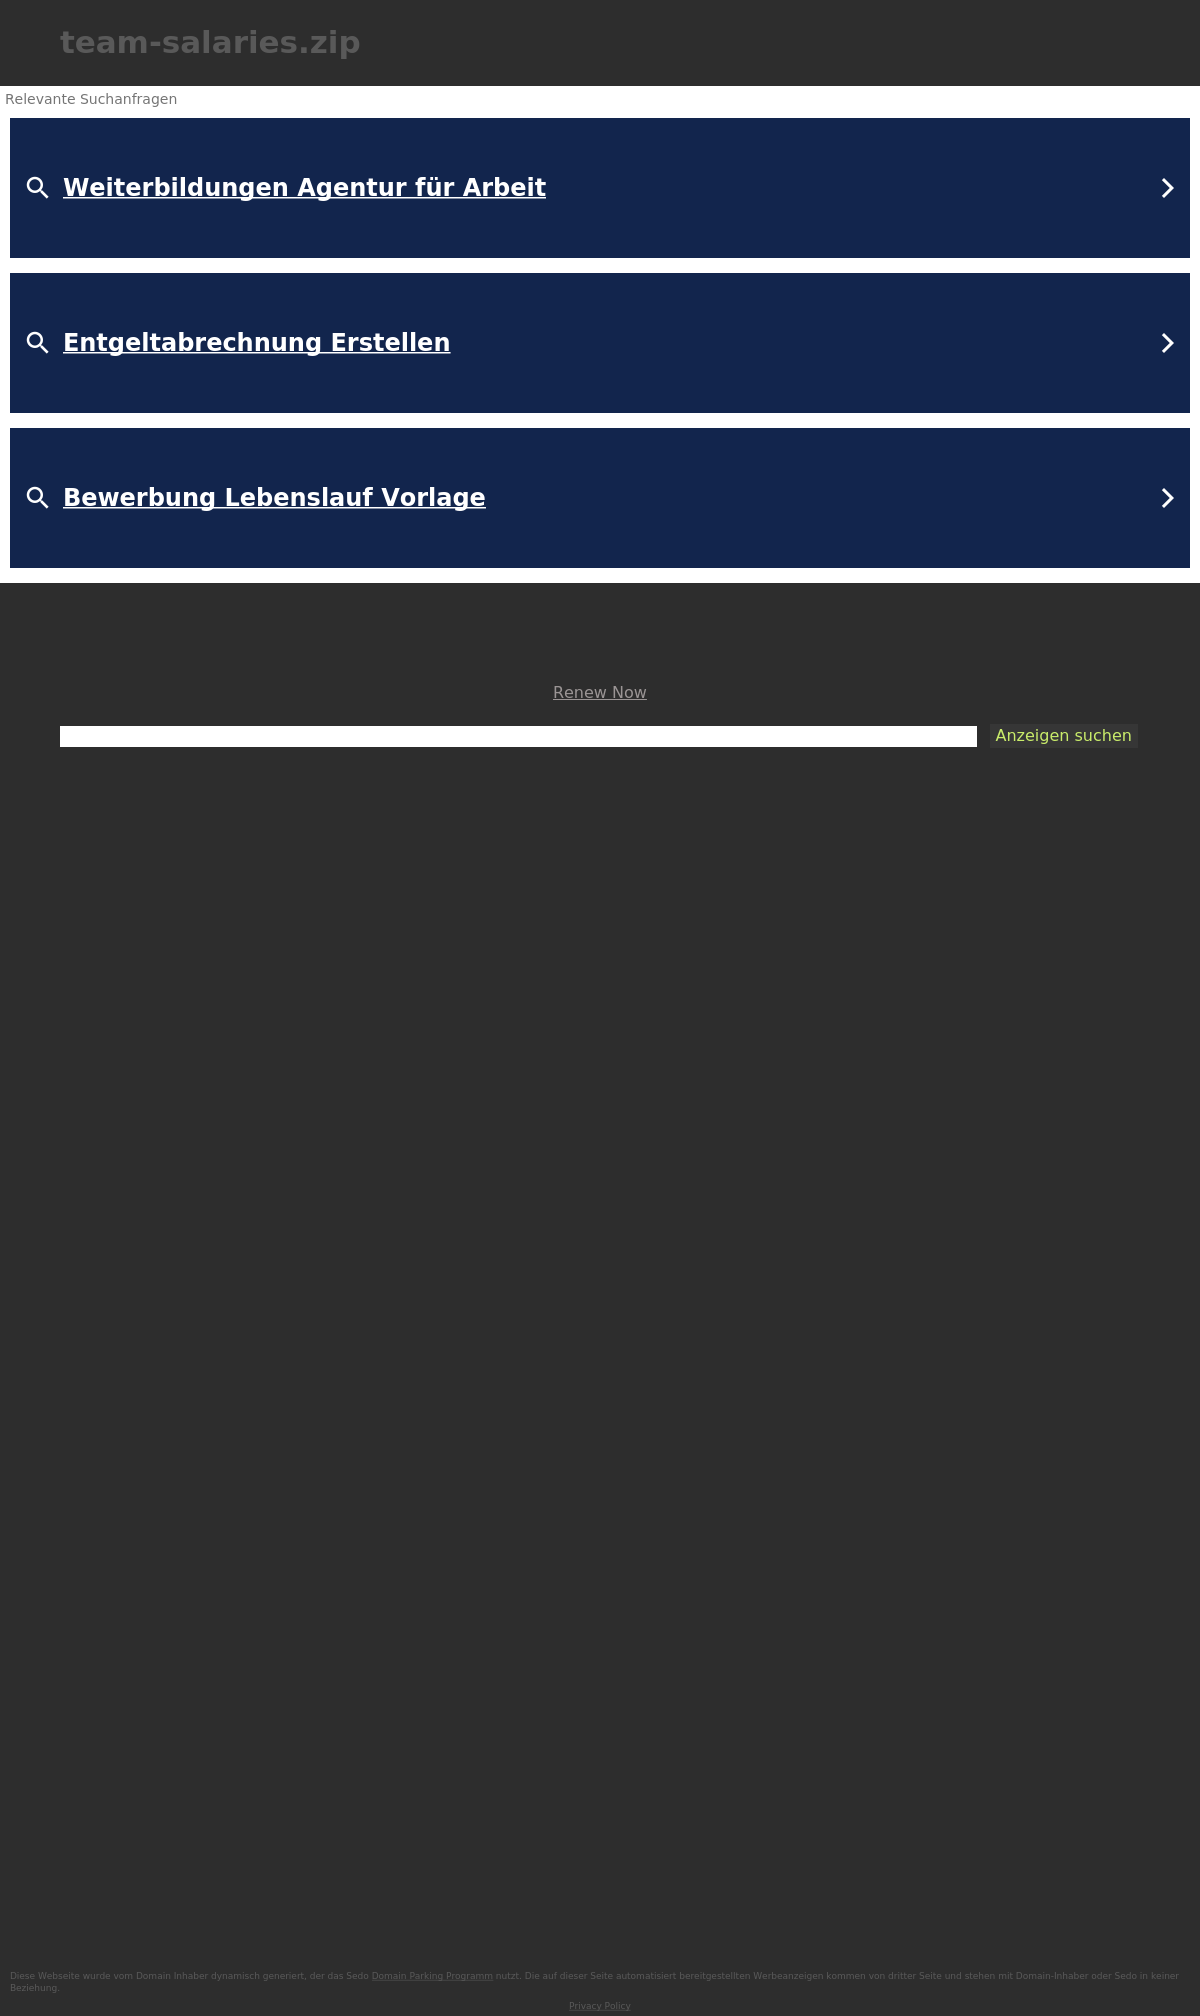 team-salaries.zip
Relevante Suchanfragen
Weiterbildungen Agentur für Arbeit
Entgeltabrechnung Erstellen
Bewerbung Lebenslauf Vorlage
Renew Now
Anzeigen suchen
Diese Webseite wurde vom Domain Inhaber dynamisch generiert, der das Sedo Domain Parking Programm nutzt. Die auf dieser Seite automatisiert bereitgestellten Werbeanzeigen kommen von dritter Seite und stehen mit Domain-Inhaber oder Sedo in keiner
Beziehung.
Privacy Policy